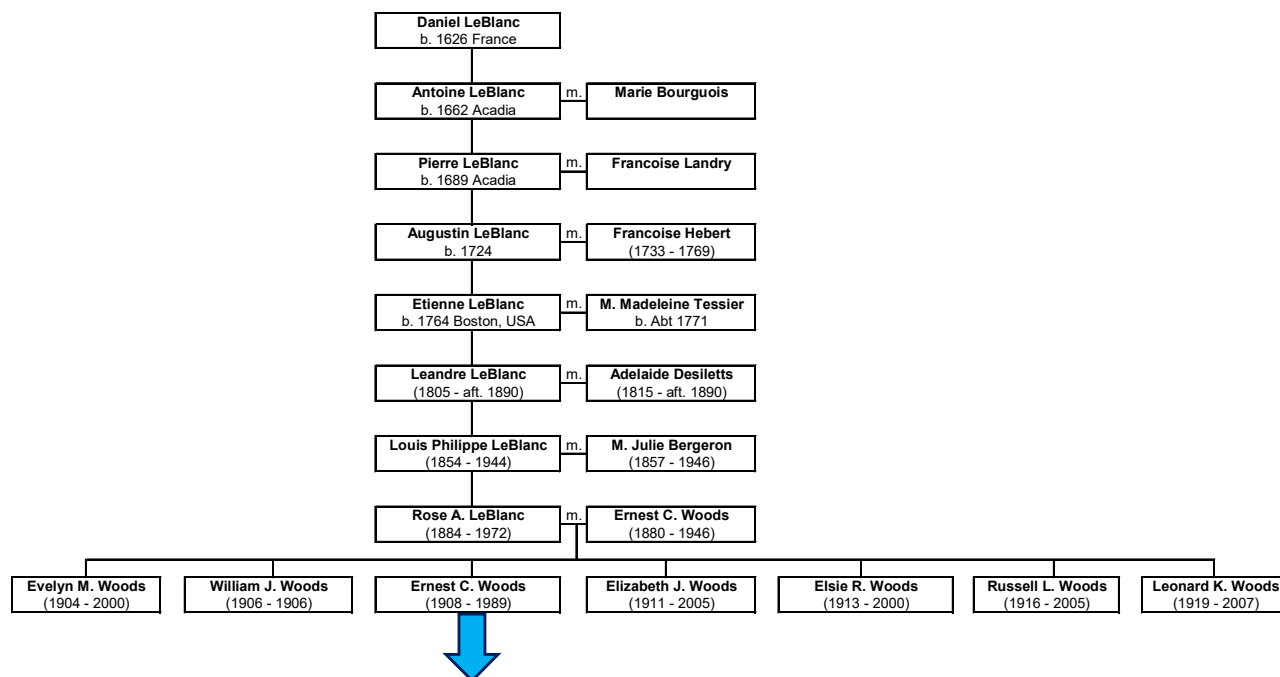 Daniel LeBlanc
b. 1626 France
Antoine LeBlanc
b. 1662 Acadia
m.
Marie Bourguois
Pierre LeBlanc
b. 1689 Acadia
m.
Francoise Landry
Augustin LeBlanc
b. 1724
m.
Francoise Hebert
(1733 - 1769)
Etienne LeBlanc
b. 1764 Boston, USA
m.
M. Madeleine Tessier
b. Abt 1771
Leandre LeBlanc
(1805 - aft. 1890)
m.
Adelaide Desiletts
(1815 - aft. 1890)
Louis Philippe LeBlanc
(1854 - 1944)
m.
M. Julie Bergeron
(1857 - 1946)
Rose A. LeBlanc
(1884 - 1972)
m.
Ernest C. Woods
(1880 - 1946)
Evelyn M. Woods
(1904 - 2000)
William J. Woods
(1906 - 1906)
Ernest C. Woods
(1908 - 1989)
Elizabeth J. Woods
(1911 - 2005)
Elsie R. Woods
(1913 - 2000)
Russell L. Woods
(1916 - 2005)
Leonard K. Woods
(1919 - 2007)